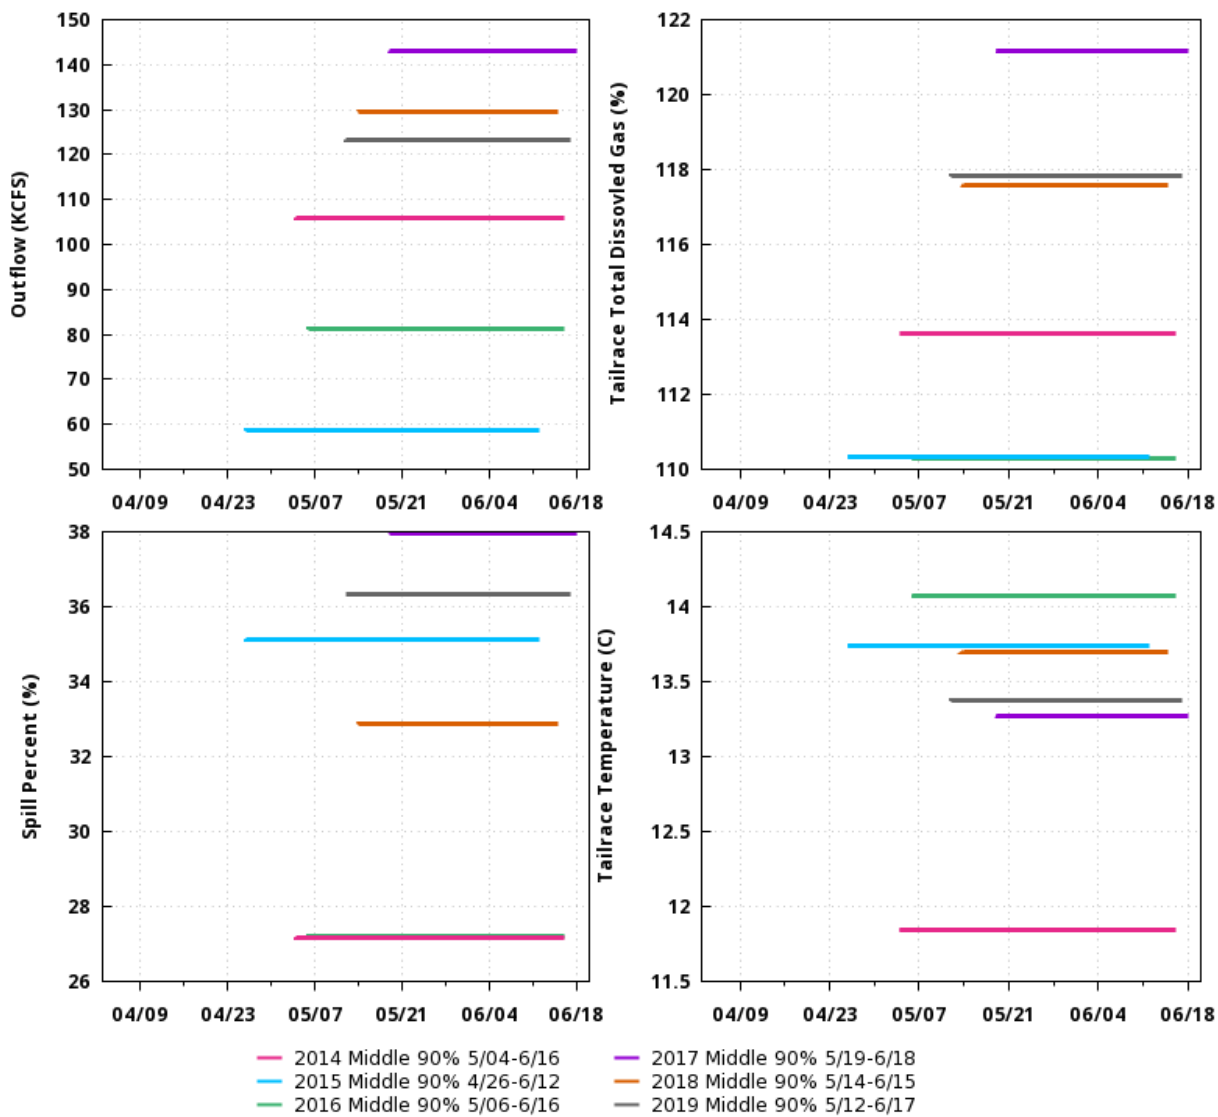 Outflow (KCFS)
150
140
130
120
110
100
90
80
70
60
50
04/09 04/23 05/07 05/21 06/04 06/18
Tailrace Total Dissovled Gas (%)
122
120
118
116
114
112
110
04/09 04/23 05/07 05/21 06/04 06/18
Spill Percent (%)
38
36
34
32
30
28
26
04/09 04/23 05/07 05/21 06/04 06/18
Tailrace Temperature (C)
14.5
14
13.5
13
12.5
12
11.5
04/09 04/23 05/07 05/21 06/04 06/18
2014 Middle 90% 5/04-6/16
2015 Middle 90% 4/26-6/12
2016 Middle 90% 5/06-6/16
2017 Middle 90% 5/19-6/18
2018 Middle 90% 5/14-6/15
2019 Middle 90% 5/12-6/17